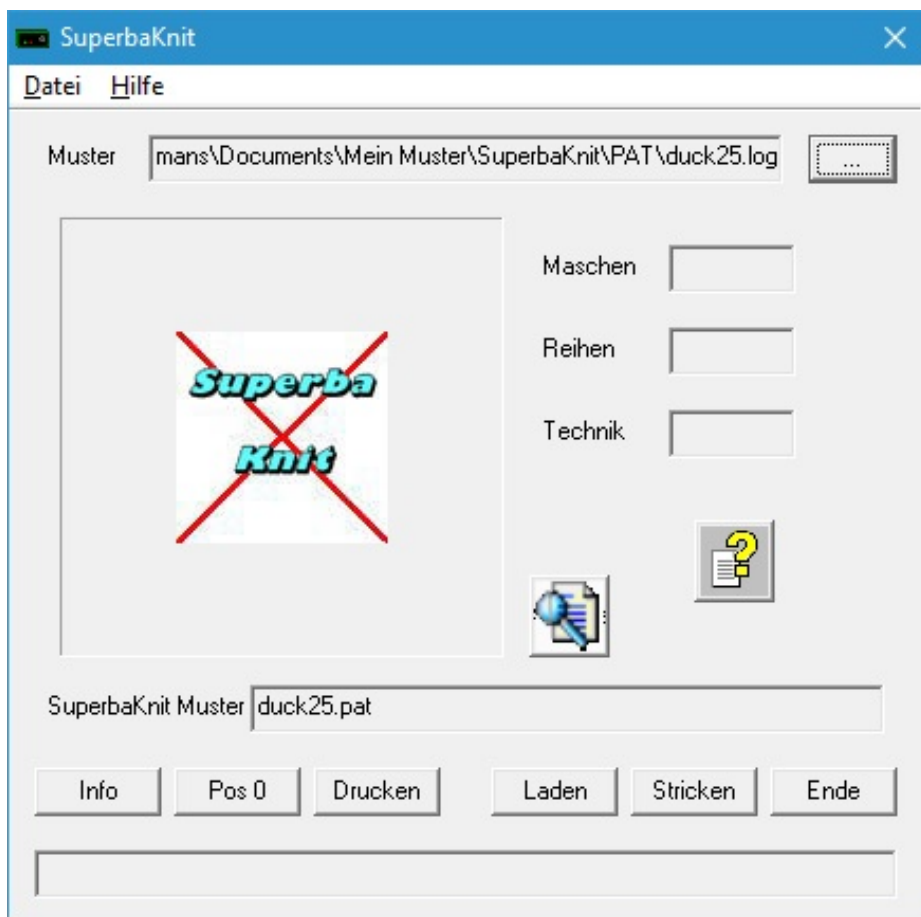 SuperbaKnit
Datei Hilfe
Muster mans\Documents\Mein Muster\SuperbaKnit\PAT\duck25.log ...
Maschen
Superba
Knit
Reihen
Technik
SuperbaKnit Muster duck25.pat
Info Pos 0 Drucken Laden Stricken Ende